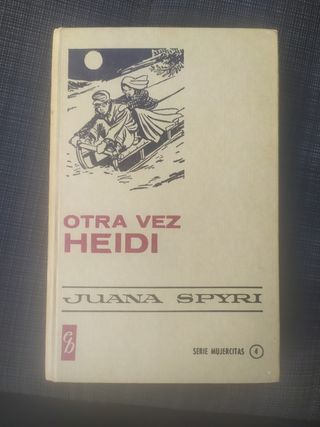 OTRA VEZ
HEIDI
JUANA SPYRI
SERIE MUJERCITAS 4